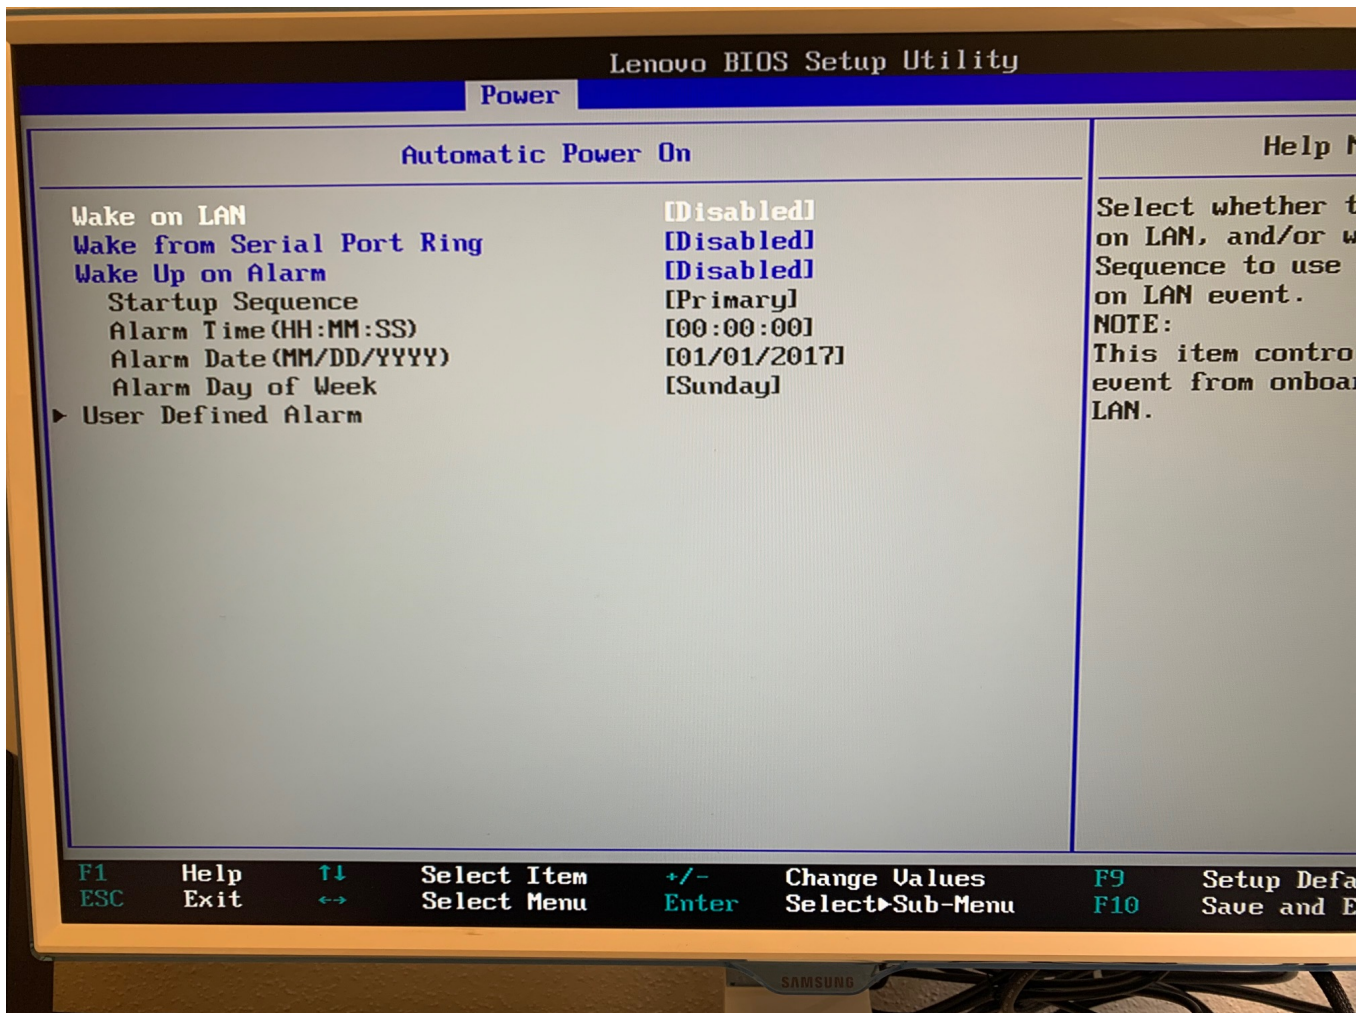 Lenovo BIOS Setup Utility
Power
Automatic Power On
Help
Wake on LAN [Disabled]
Wake from Serial Port Ring [Disabled]
Wake Up on Alarm [Disabled]
Startup Sequence [Primary]
Alarm Time(HH:MM:SS) [00:00:00]
Alarm Date(MM/DD/YYYY) [01/01/2017]
Alarm Day of Week [Sunday]
▶ User Defined Alarm
Select whether
on LAN, and/or
Sequence to use
on LAN event.
NOTE:
This item contro
event from onboa
LAN.
F1 Help ↑↓ Select Item +/- Change Values F9 Setup Defa
ESC Exit ←→ Select Menu Enter Select▶Sub-Menu F10 Save and E
SAMSUNG